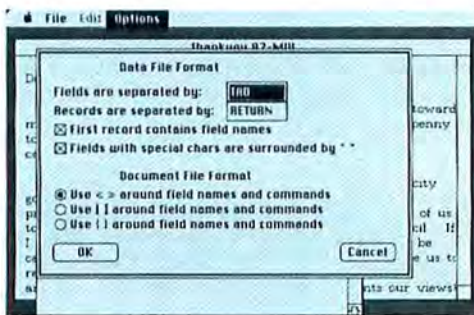 File Edit Options
Data File Format
Fields are separated by: TAB
Records are separated by: RETURN
First record contains field names
Fields with special chars are surrounded by " "
Document File Format
Use < > around field names and commands
Use [ ] around field names and commands
Use { } around field names and commands
OK Cancel
toward
penny
city
of us
If
I be
us to
our views